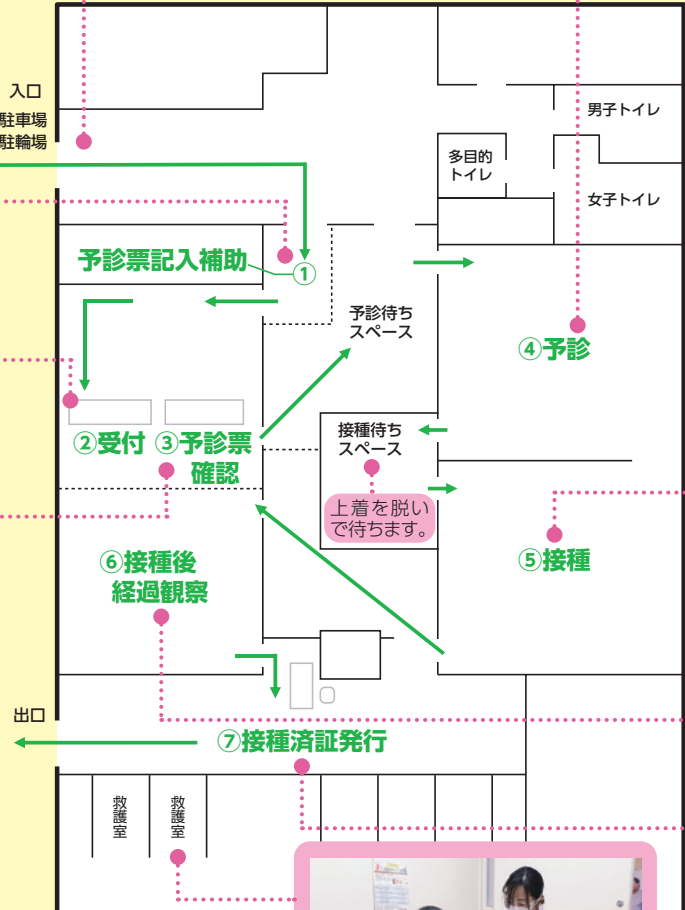 入口
駐車場
駐輪場
男子トイレ
多目的
トイレ
女子トイレ
予診票記入補助
①
予診待ち
スペース
④予診
②受付
③予診票
確認
接種待ち
スペース
上着を脱い
で待ちます。
⑤接種
⑥接種後
経過観察
出口
⑦接種済証発行
救護室
救護室